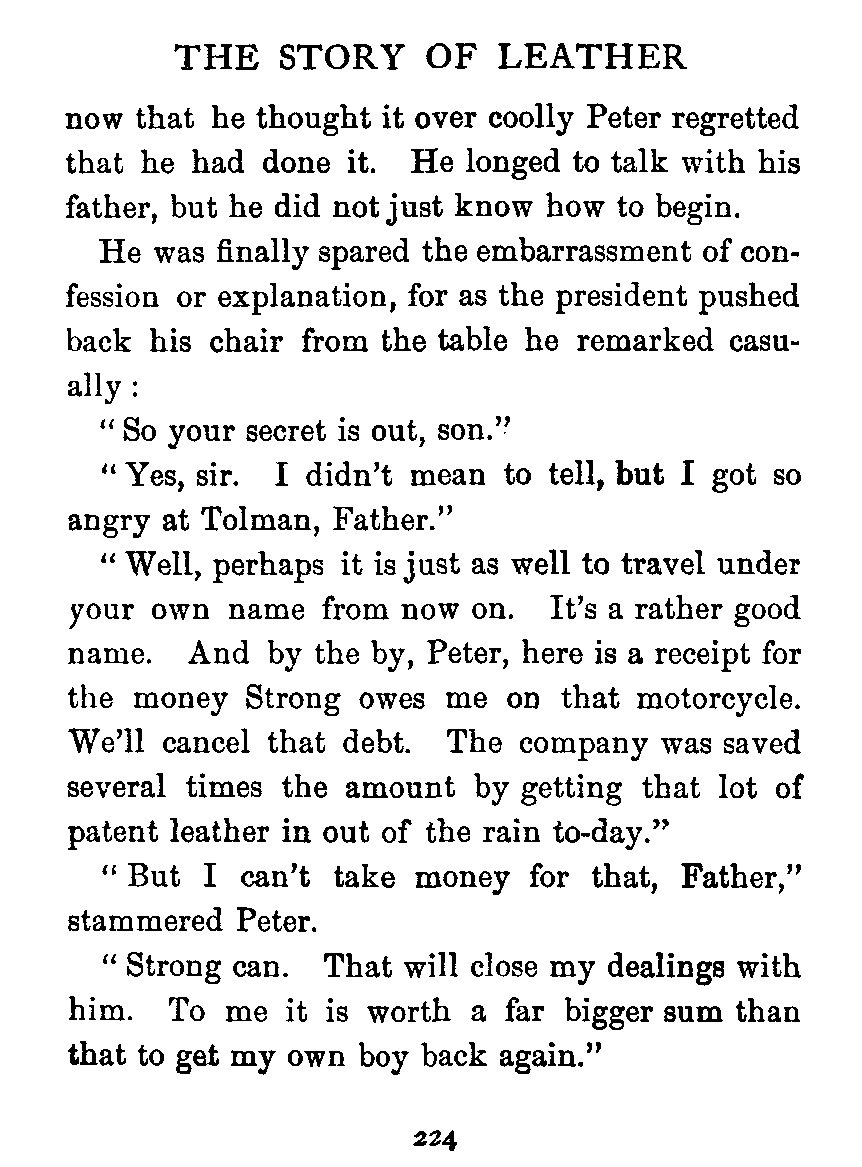 THE STORY OF LEATHER
now that he thought it over coolly Peter regretted
that he had done it. He longed to talk with his
father, but he did not just know how to begin.
He was finally spared the embarrassment of con-
fession or explanation, for as the president pushed
back his chair from the table he remarked casu-
ally :
“ So your secret is out, son.”
“ Yes, sir. I didn’t mean to tell, but I got so
angry at Tolman, Father.”
“ Well, perhaps it is just as well to travel under
your own name from now on. It’s a rather good
name. And by the by, Peter, here is a receipt for
the money Strong owes me on that motorcycle.
We’ll cancel that debt. The company was saved
several times the amount by getting that lot of
patent leather in out of the rain to-day.”
“ But I can’t take money for that, Father,”
stammered Peter.
“ Strong can. That will close my dealings with
him. To me it is worth a far bigger sum than
that to get my own boy back again.”
224